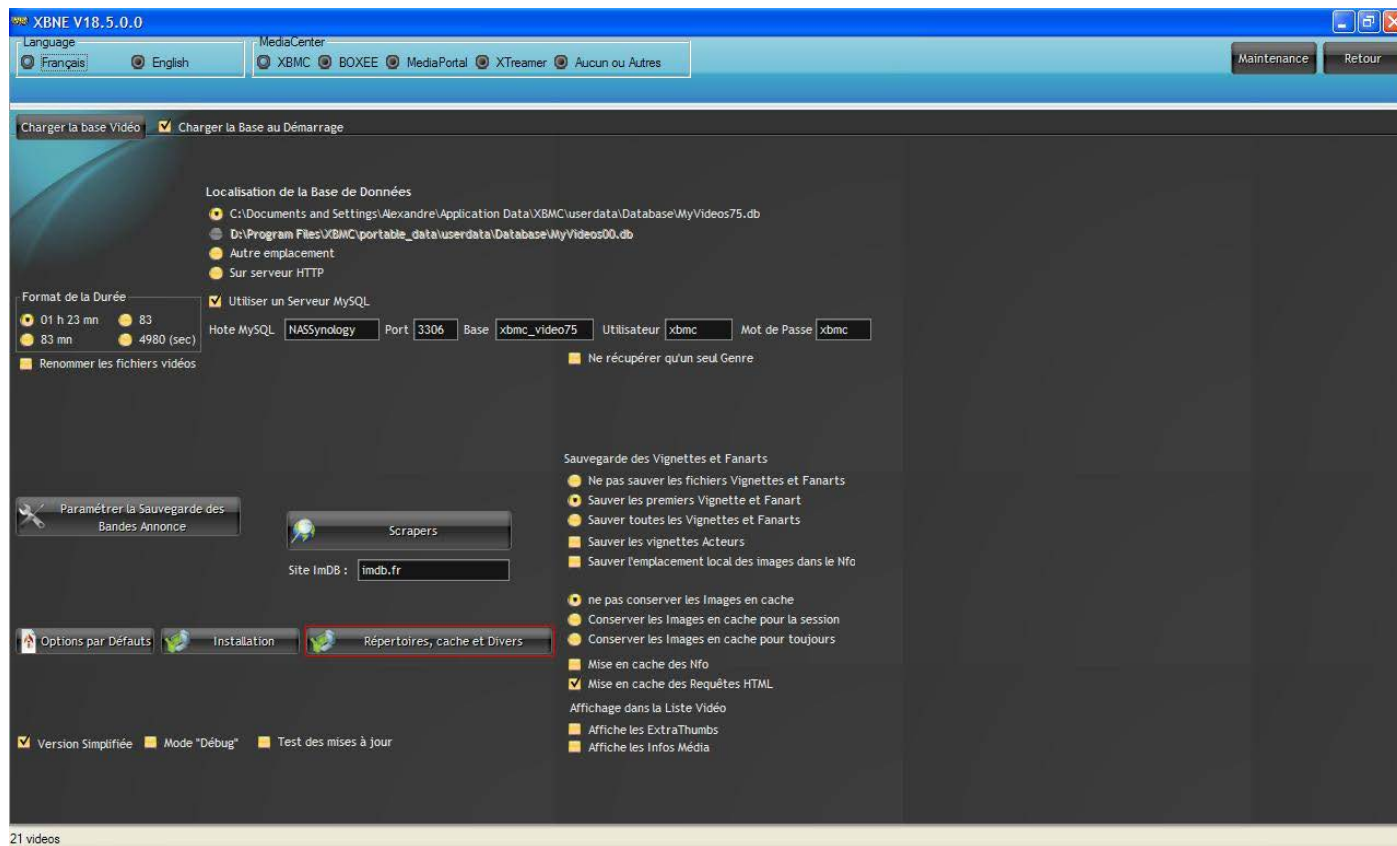 XBNE V18.5.0.0
Language
MediaCenter
Français English XBMC BOXEE MediaPortal XTreamer Aucun ou Autres
Maintenance Retour
Charger la base Vidéo Charger la Base au Démarrage
Localisation de la Base de Données
C:\Documents and Settings\Alexandre\Application Data\XBMC\userdata\Database\MyVideos75.db
D:\Program Files\XBMC\portable_data\userdata\Database\MyVideos00.db
Autre emplacement
Sur serveur HTTP
Format de la Durée
01 h 23 mn 83
83 mn 4980 (sec)
Renommer les fichiers vidéos
Utiliser un Serveur MySQL
Hote MySQL NASSynology Port 3306 Base xbmc_video75 Utilisateur xbmc Mot de Passe xbmc
Ne récupérer qu'un seul Genre
Paramétrer la Sauvegarde des
Bandes Annonce
Scrapers
Site ImDB : imdb.fr
Sauvegarde des Vignettes et Fanarts
Ne pas sauver les fichiers Vignettes et Fanarts
Sauver les premiers Vignette et Fanart
Sauver toutes les Vignettes et Fanarts
Sauver les vignettes Acteurs
Sauver l'emplacement local des images dans le Nfo
ne pas conserver les Images en cache
Conserver les Images en cache pour la session
Conserver les Images en cache pour toujours
Mise en cache des Nfo
Mise en cache des Requêtes HTML
Options par Défauts Installation Répertoires, cache et Divers
Affichage dans la Liste Vidéo
Affiche les ExtraThumbs
Affiche les Infos Média
Version Simplifiée Mode "Débug" Test des mises à jour
21 videos